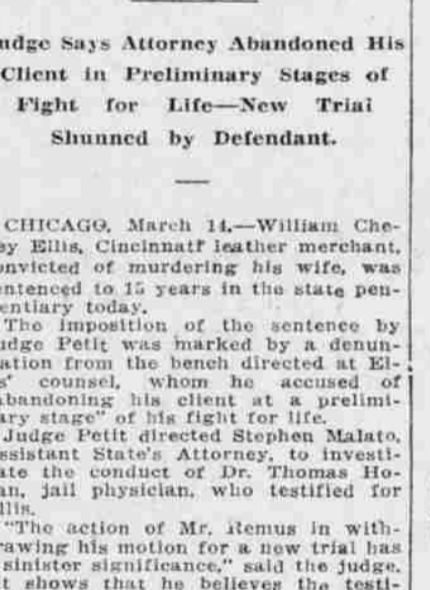 udge Says Attorney Abandoned His
Client in Preliminary Stages of
Fight for Life—New Trial
Shunned by Defendant.
CHICAGO, March 14.—William Che-
ey Ellis, Cincinnati leather merchant,
onvicted of murdering his wife, was
entenced to 15 years in the state pen-
entiary today.
The imposition of the sentence by
udge Petit was marked by a denun-
ation from the bench directed at El-
s' counsel, whom he accused of
abandoning his client at a prelimi-
ary stage" of his fight for life.
Judge Petit directed Stephen Malato,
ssistant State's Attorney, to investi-
ate the conduct of Dr. Thomas Ho-
an, jail physician, who testified for
llis.
"The action of Mr. Remus in with-
rawing his motion for a new trial has
sinister significance," said the judge.
t shows that he believes the testi-